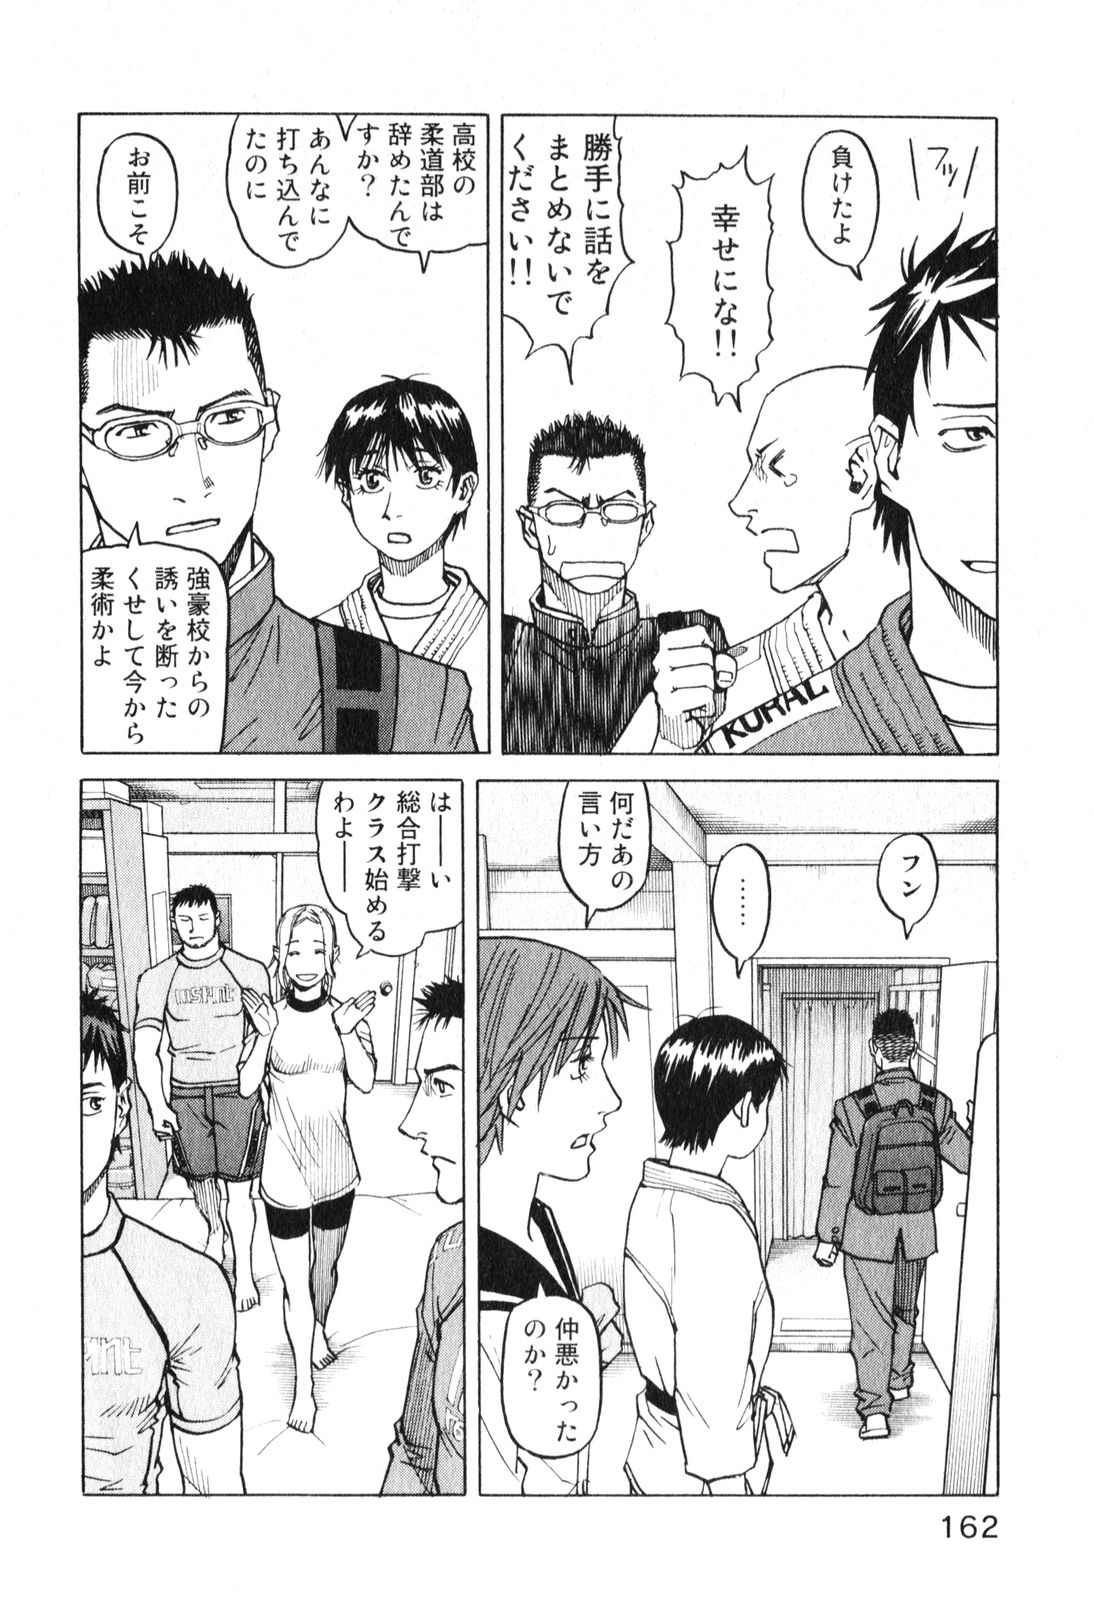 フッ
負けたよ
幸せにな!!
勝手に話を
まとめないで
ください!!
KURAL
高校の
柔道部は
辞めたんで
すか?
あんなに
打ち込んで
たのに
お前こそ
強豪校からの
誘いを断った
くせして今から
柔術かよ
フン
……
何だあの
言い方
仲悪かった
のか?
はーーい
総合打撃
クラス始める
わよーー
162